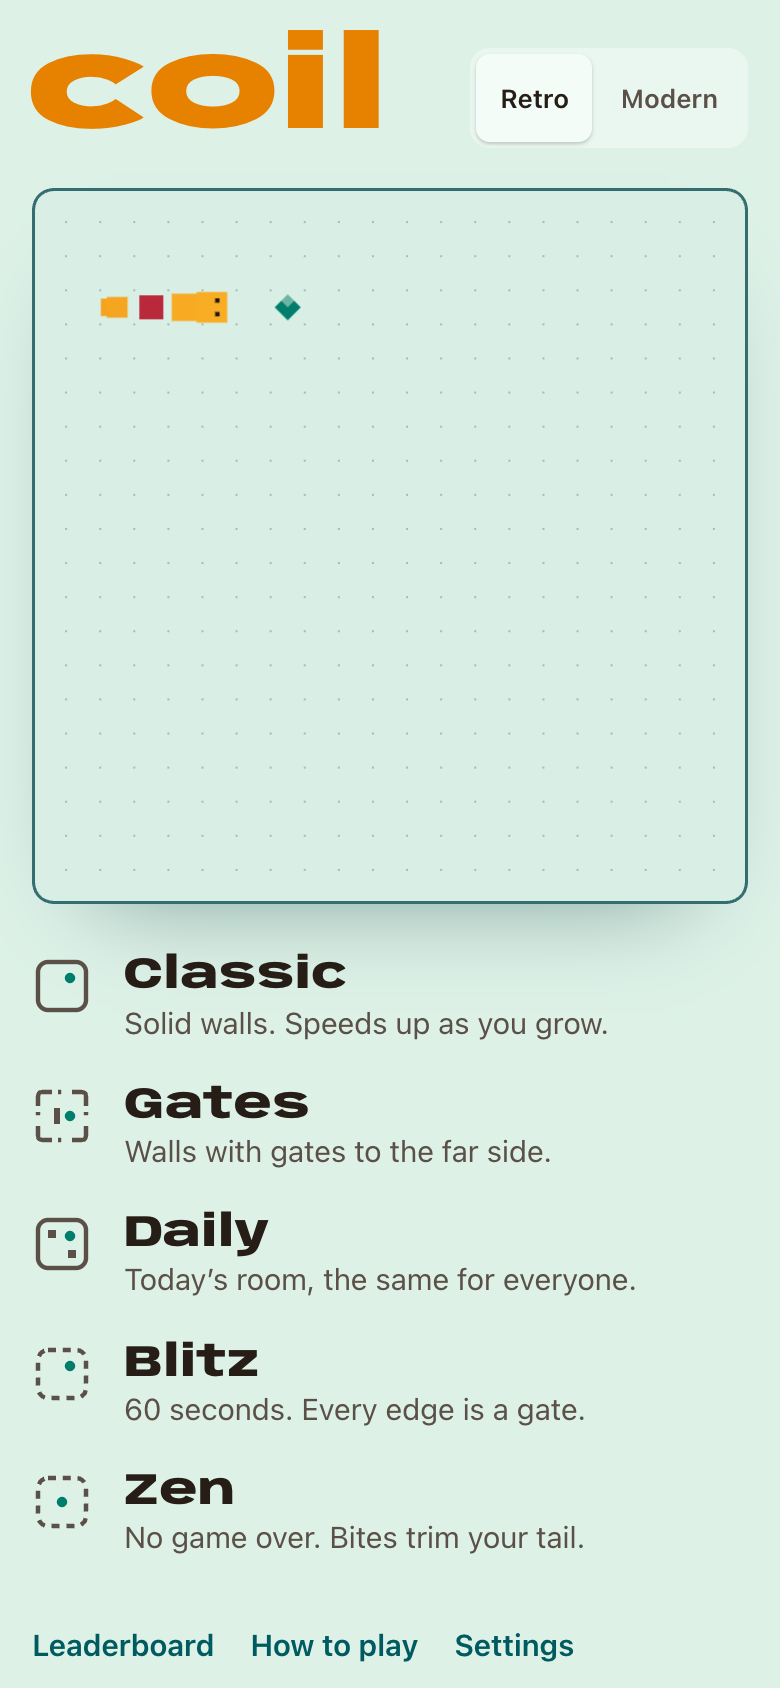 coil
Retro Modern
Classic
Solid walls. Speeds up as you grow.
Gates
Walls with gates to the far side.
Daily
Today’s room, the same for everyone.
Blitz
60 seconds. Every edge is a gate.
Zen
No game over. Bites trim your tail.
Leaderboard How to play Settings